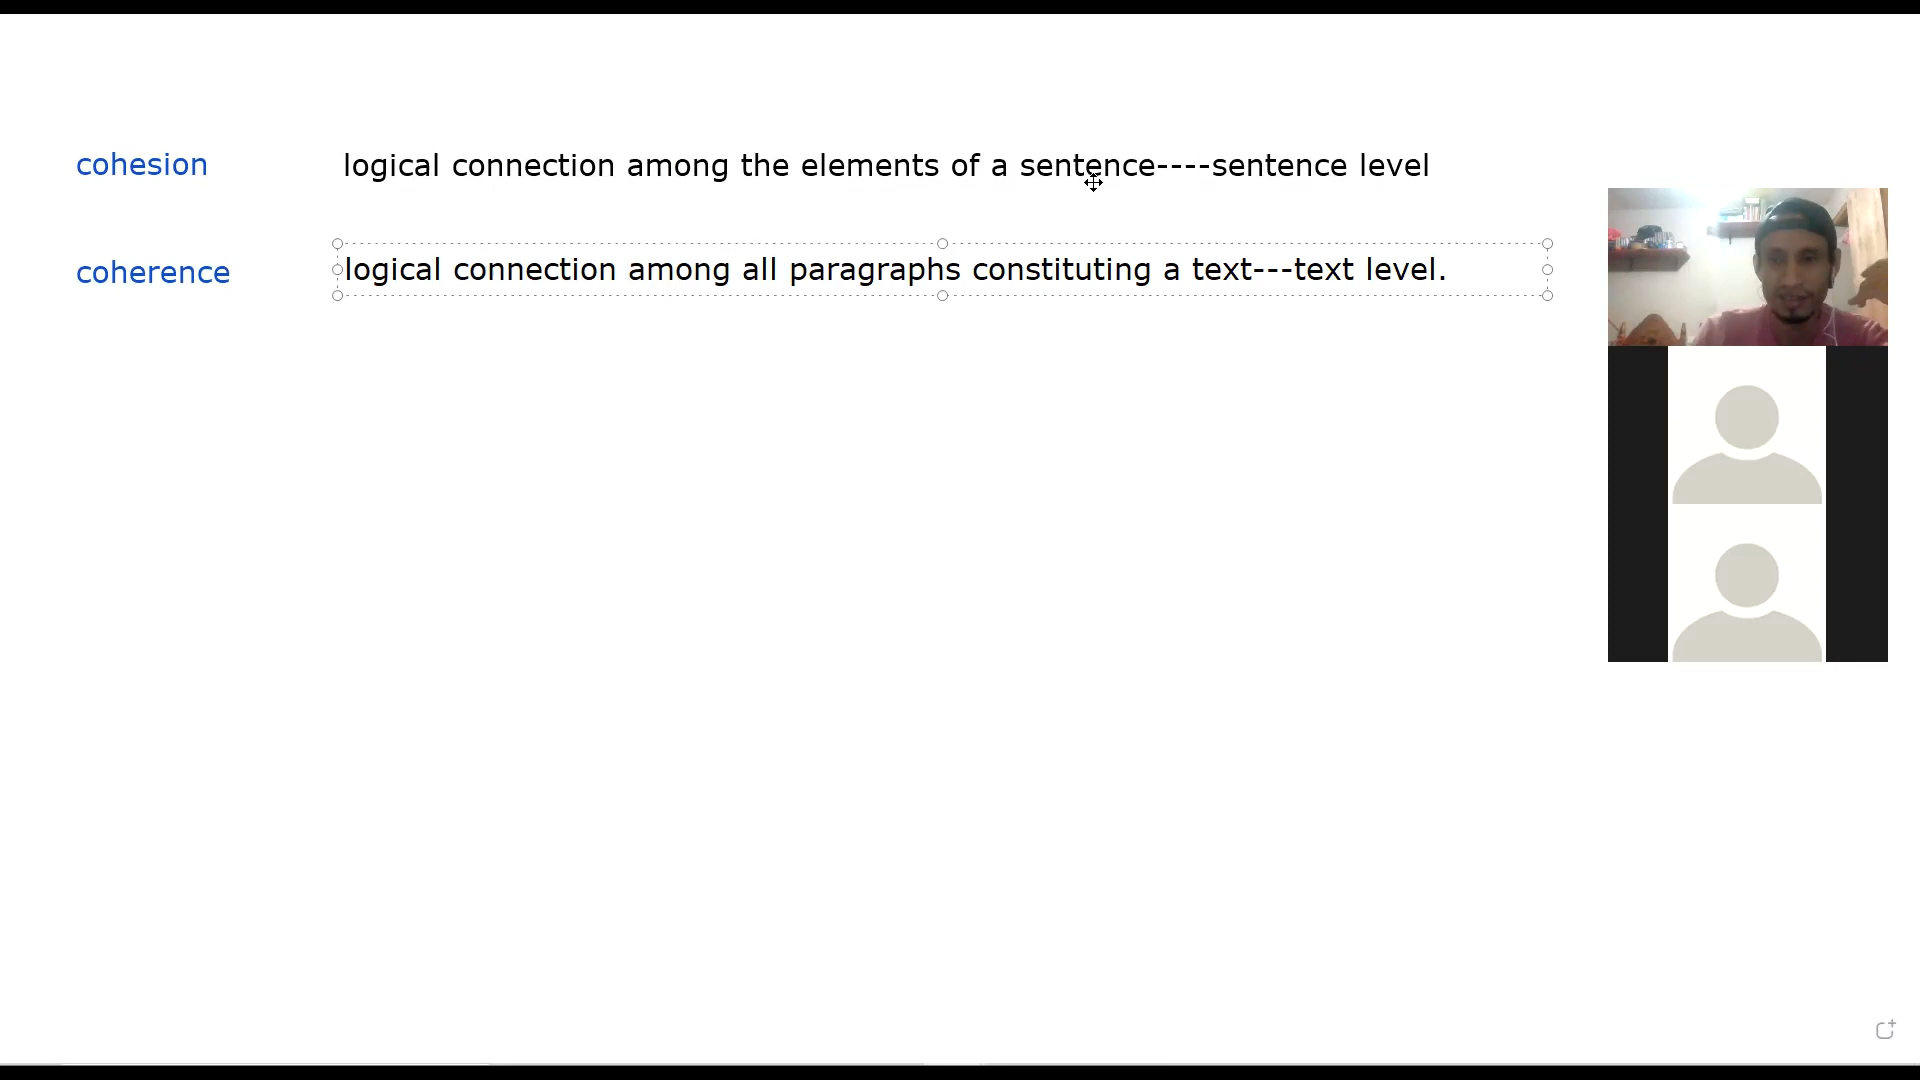 cohesion logical connection among the elements of a sentence----sentence level
coherence logical connection among all paragraphs constituting a text---text level.